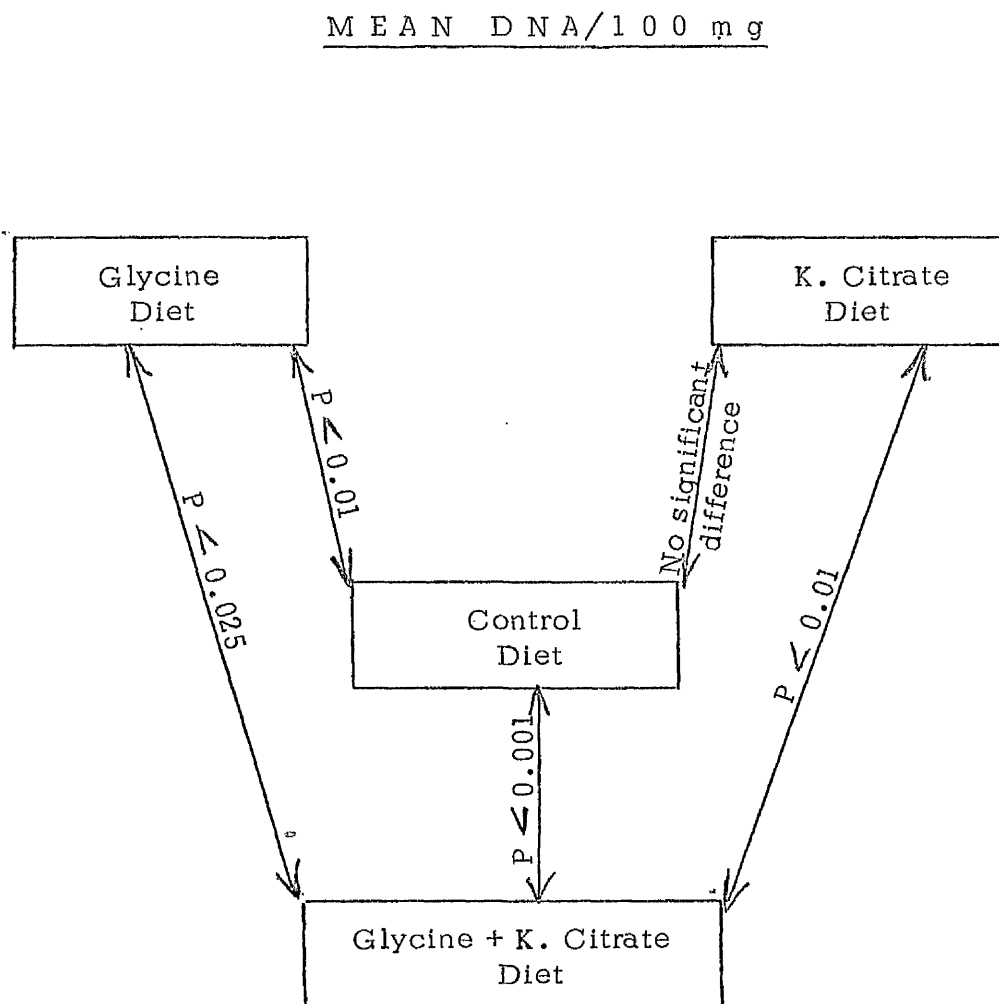 MEAN DNA/100 mg
Glycine
Diet
K. Citrate
Diet
P < 0.01
No significant
difference
P < 0.025
P < 0.01
Control
Diet
P < 0.001
Glycine + K. Citrate
Diet